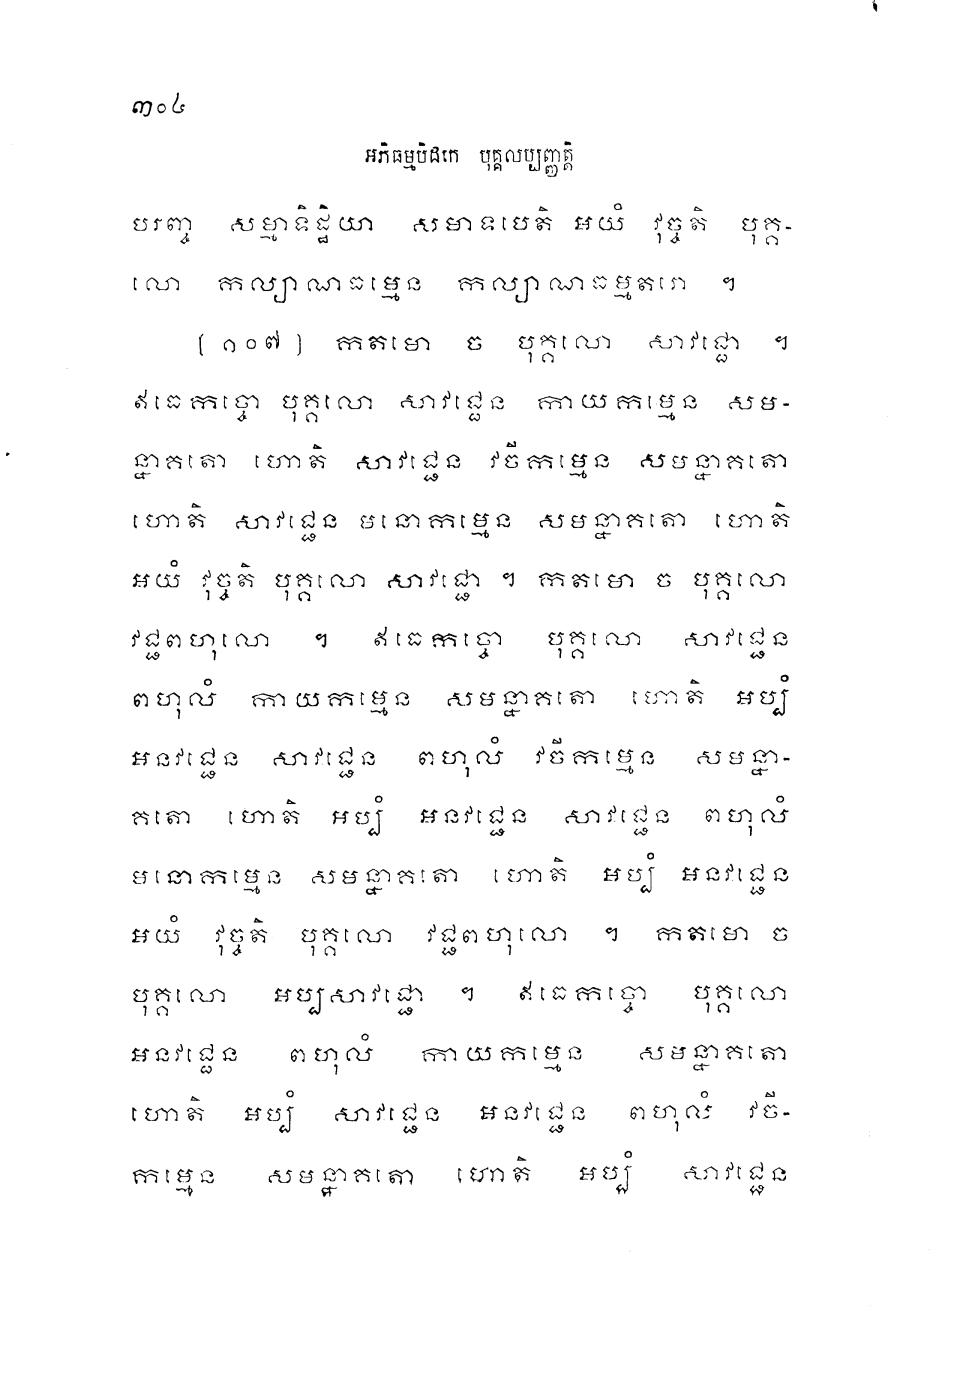 ៣០៤
អភិធម្មបិដកេ បុគ្គលប្បញ្ញត្តិ
បរញ្ច សម្មាទិដ្ឋិយា សមាទបេតិ អយំ វុច្ចតិ បុគ្គ-
លោ កល្យាណធម្មេន កល្យាណធម្មតរោ ។
[ ១០៧ ] កតមោ ច បុគ្គលោ សាវជ្ជោ ។
ឥធេកច្ចោ បុគ្គលោ សាវជ្ជេន កាយកម្មេន សម-
ន្នាគតោ ហោតិ សាវជ្ជេន វចីកម្មេន សមន្នាគតោ
ហោតិ សាវជ្ជេន មនោកម្មេន សមន្នាគតោ ហោតិ
អយំ វុច្ចតិ បុគ្គលោ សាវជ្ជោ ។ កតមោ ច បុគ្គលោ
វជ្ជពហុលោ ។ ឥធេកច្ចោ បុគ្គលោ សាវជ្ជេន
ពហុលំ កាយកម្មេន សមន្នាគតោ ហោតិ អប្បំ
អនវជ្ជេន សាវជ្ជេន ពហុលំ វចីកម្មេន សមន្នា-
គតោ ហោតិ អប្បំ អនវជ្ជេន សាវជ្ជេន ពហុលំ
មនោកម្មេន សមន្នាគតោ ហោតិ អប្បំ អនវជ្ជេន
អយំ វុច្ចតិ បុគ្គលោ វជ្ជពហុលោ ។ កតមោ ច
បុគ្គលោ អប្បសាវជ្ជោ ។ ឥធេកច្ចោ បុគ្គលោ
អនវជ្ជេន ពហុលំ កាយកម្មេន សមន្នាគតោ
ហោតិ អប្បំ សាវជ្ជេន អនវជ្ជេន ពហុលំ វចី-
កម្មេន សមន្នាគតោ ហោតិ អប្បំ សាវជ្ជេន